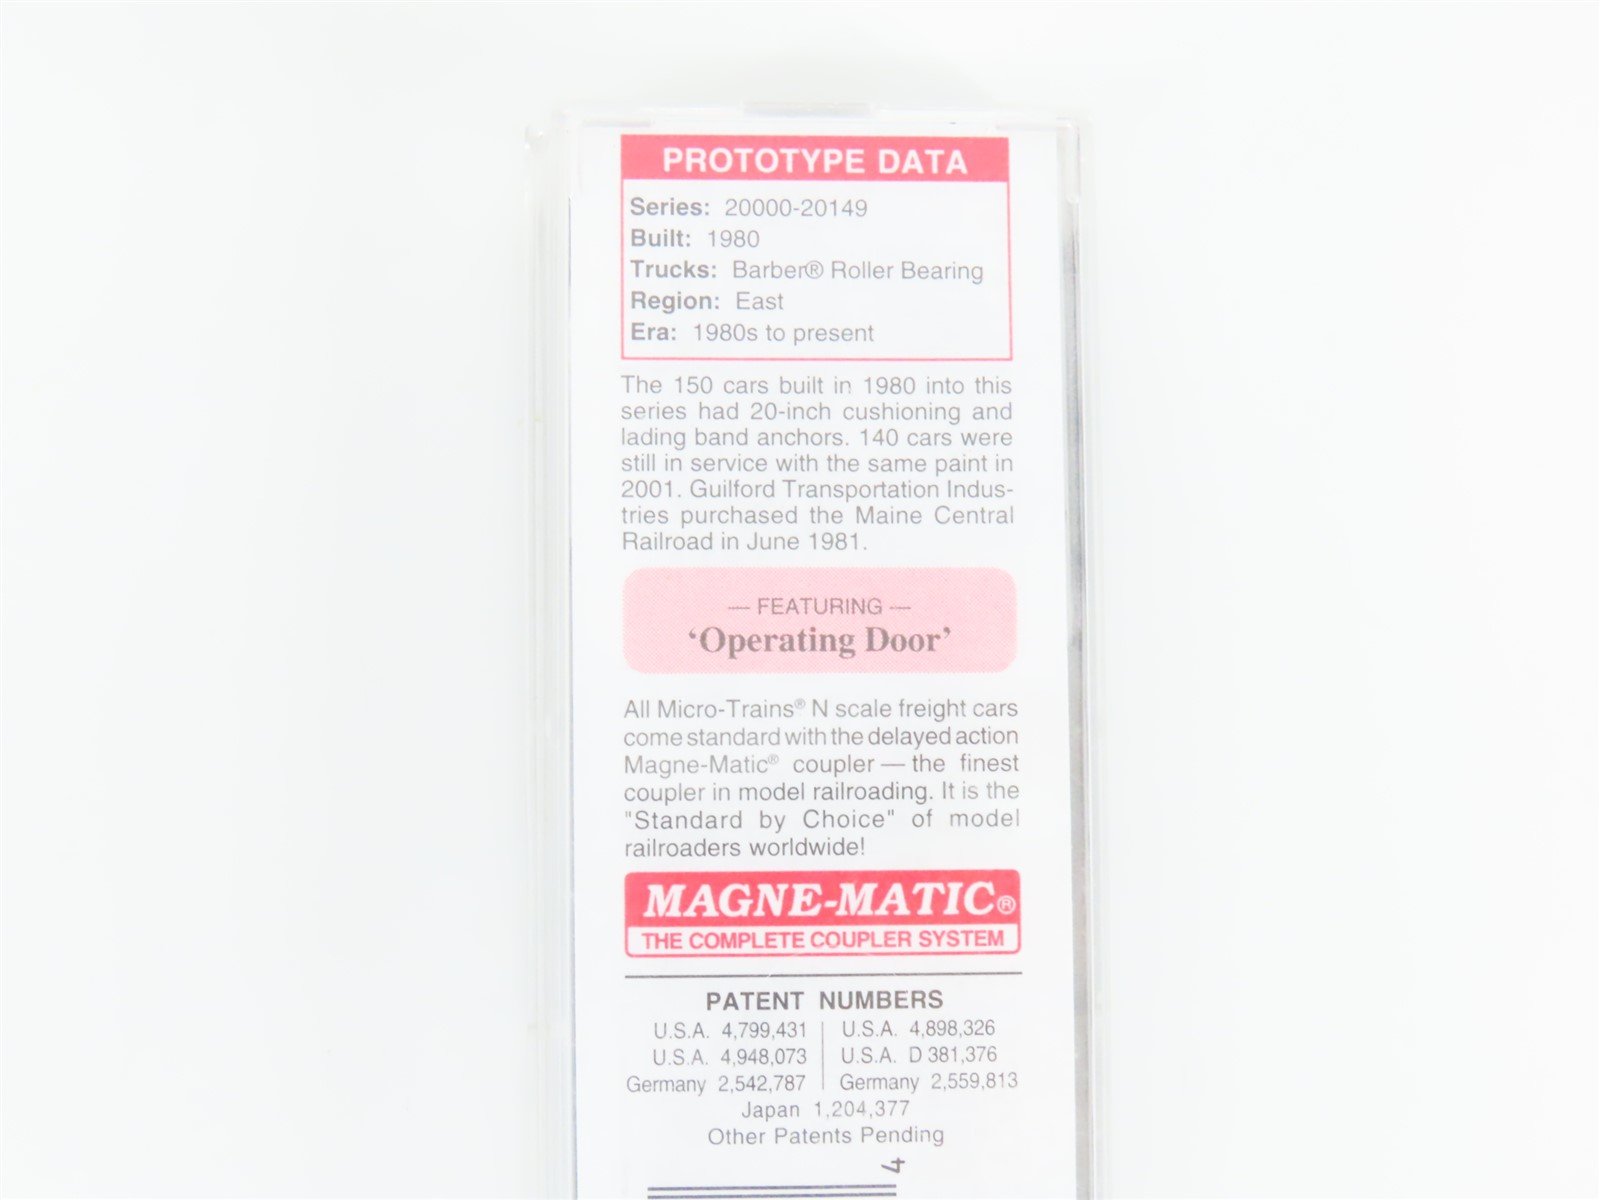 PROTOTYPE DATA
Series: 20000-20149
Built: 1980
Trucks: Barber® Roller Bearing
Region: East
Era: 1980s to present
The 150 cars built in 1980 into this
series had 20-inch cushioning and
lading band anchors. 140 cars were
still in service with the same paint in
2001. Guilford Transportation Indus-
tries purchased the Maine Central
Railroad in June 1981.
— FEATURING —
‘Operating Door’
All Micro-Trains® N scale freight cars
come standard with the delayed action
Magne-Matic® coupler — the finest
coupler in model railroading. It is the
"Standard by Choice" of model
railroaders worldwide!
MAGNE-MATIC®
THE COMPLETE COUPLER SYSTEM
PATENT NUMBERS
U.S.A. 4,799,431 | U.S.A. 4,898,326
U.S.A. 4,948,073 | U.S.A. D 381,376
Germany 2,542,787 | Germany 2,559,813
Japan 1,204,377
Other Patents Pending
4